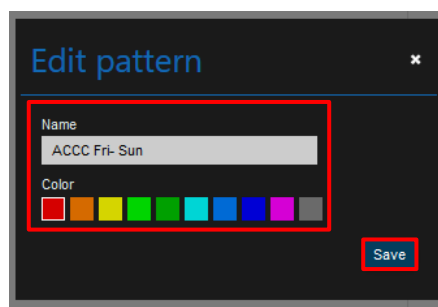 Edit pattern
×
Name
ACCC Fri- Sun
Color
Save